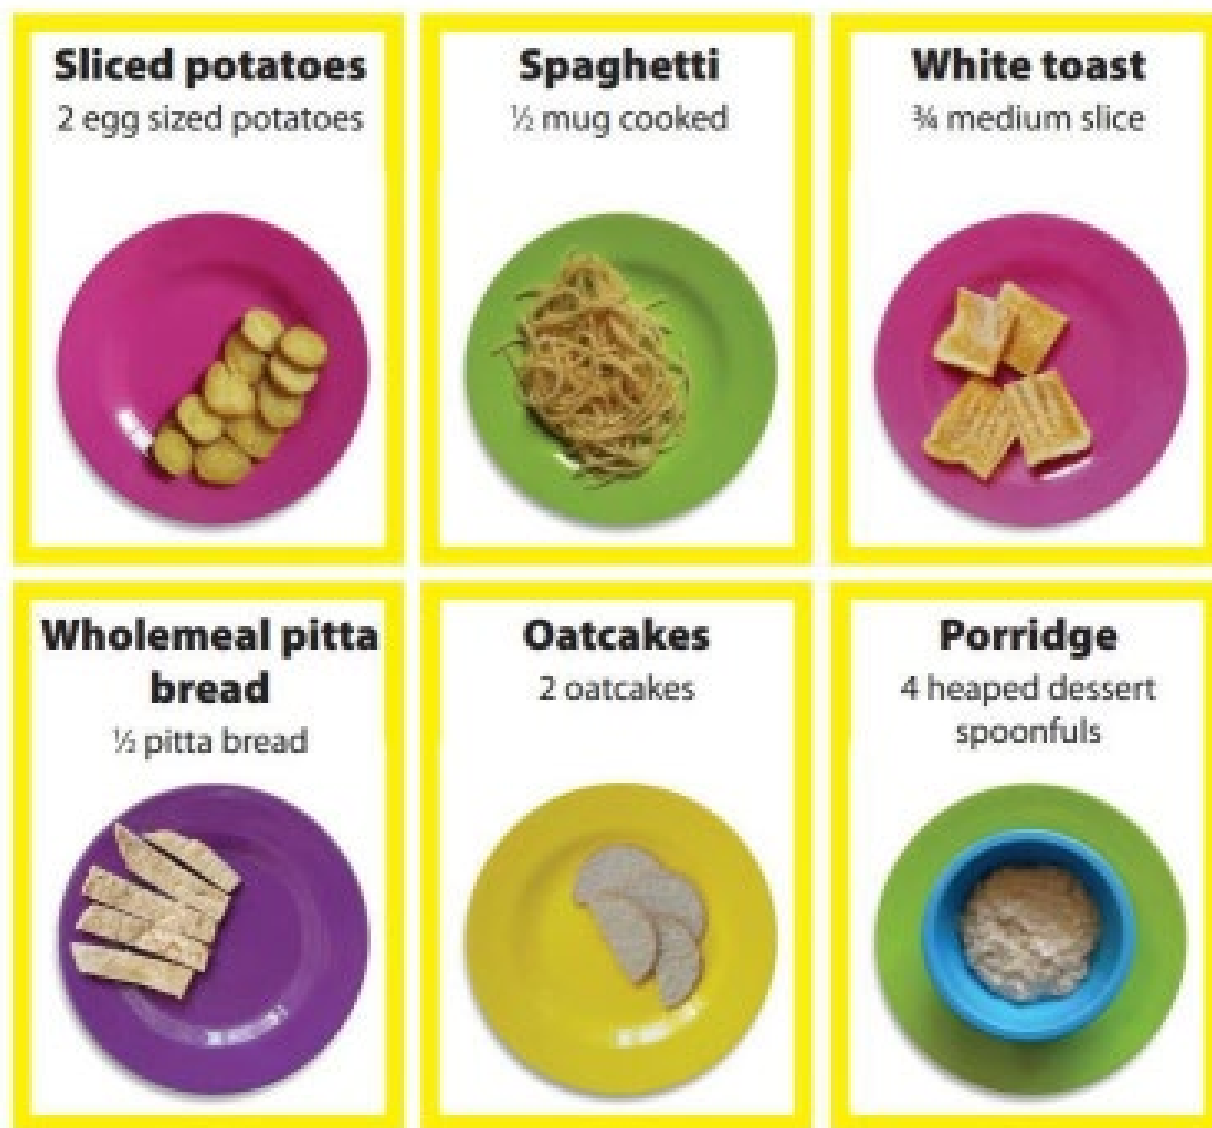 Sliced potatoes
2 egg sized potatoes
Spaghetti
½ mug cooked
White toast
¾ medium slice
Wholemeal pitta
bread
½ pitta bread
Oatcakes
2 oatcakes
Porridge
4 heaped dessert
spoonfuls